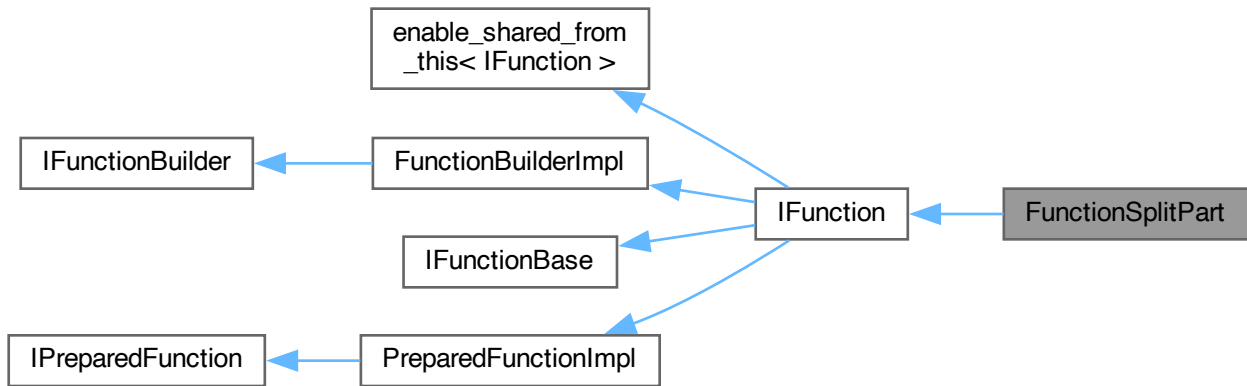 enable_shared_from
_this< IFunction >
IFunctionBuilder
FunctionBuilderImpl
IFunction
FunctionSplitPart
IFunctionBase
IPreparedFunction
PreparedFunctionImpl